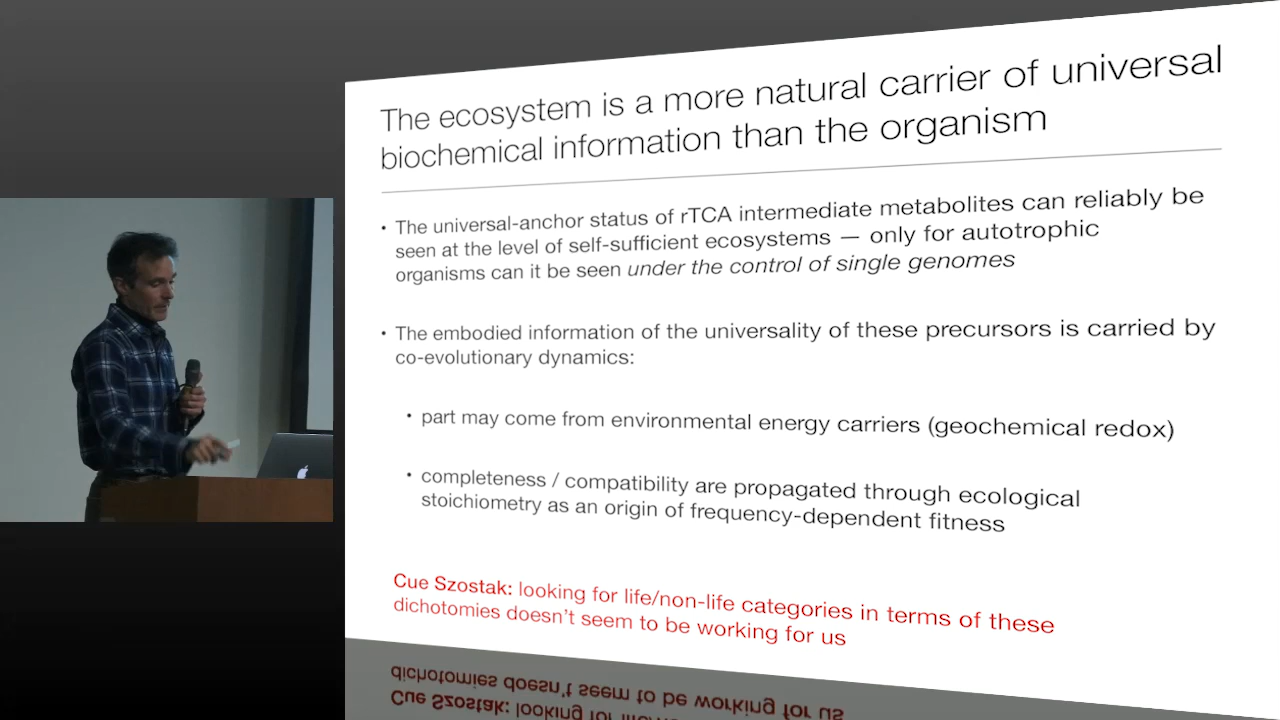 The ecosystem is a more natural carrier of universal
biochemical information than the organism
• The universal-anchor status of rTCA intermediate metabolites can reliably be
seen at the level of self-sufficient ecosystems — only for autotrophic
organisms can it be seen under the control of single genomes
• The embodied information of the universality of these precursors is carried by
co-evolutionary dynamics:
• part may come from environmental energy carriers (geochemical redox)
• completeness / compatibility are propagated through ecological
stoichiometry as an origin of frequency-dependent fitness
Cue Szostak: looking for life/non-life categories in terms of these
dichotomies doesn't seem to be working for us